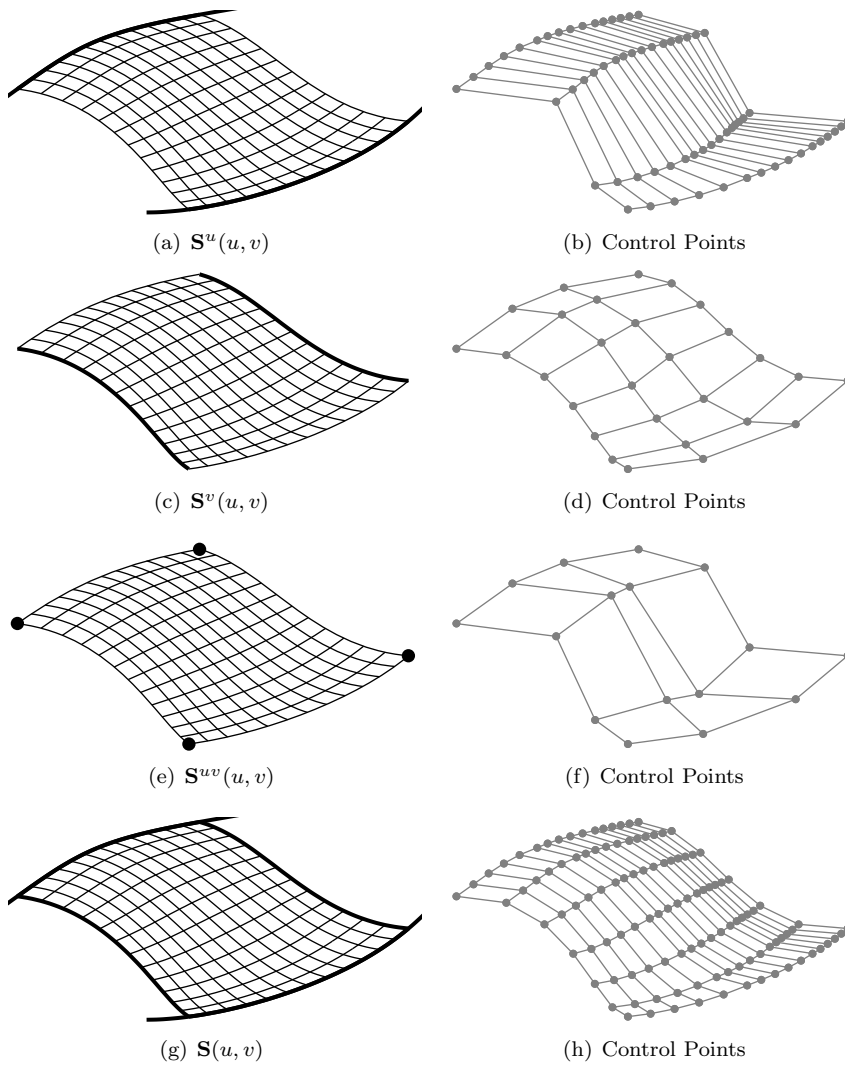 (a) S^u(u, v)
(b) Control Points
(c) S^v(u, v)
(d) Control Points
(e) S^{uv}(u, v)
(f) Control Points
(g) S(u, v)
(h) Control Points